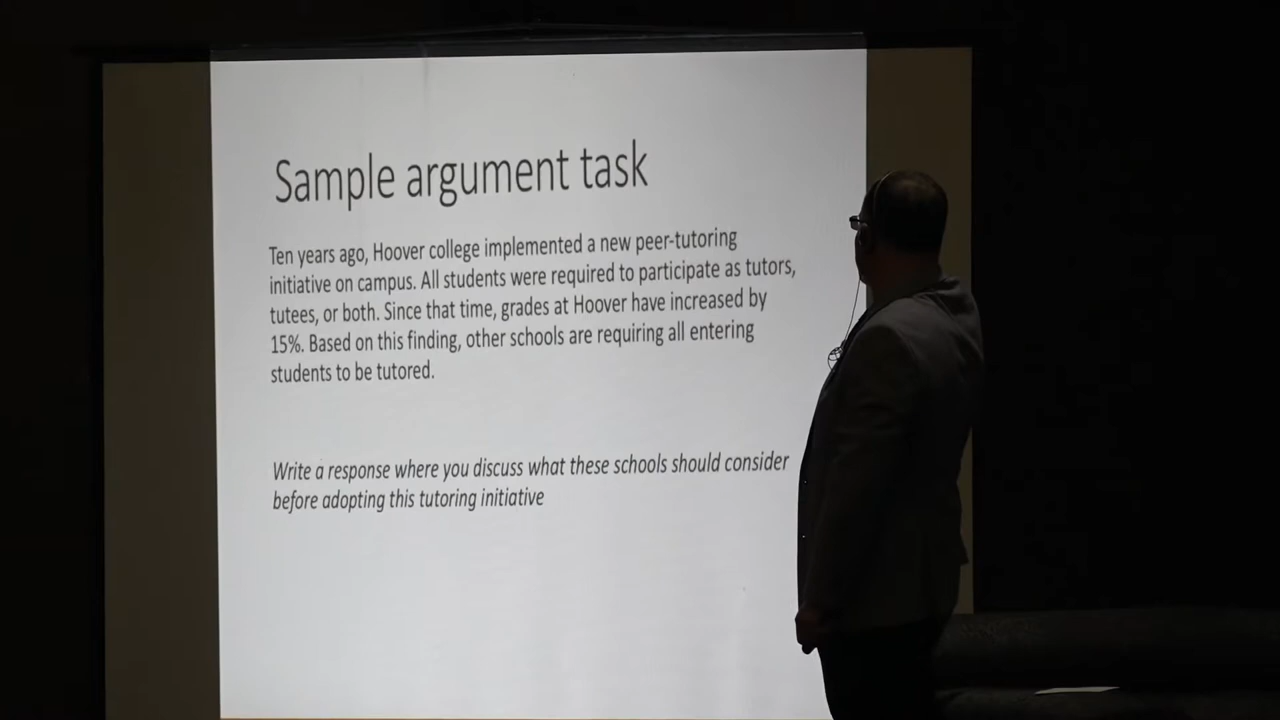 Sample argument task
Ten years ago, Hoover college implemented a new peer-tutoring
initiative on campus. All students were required to participate as tutors,
tutees, or both. Since that time, grades at Hoover have increased by
15%. Based on this finding, other schools are requiring all entering
students to be tutored.
Write a response where you discuss what these schools should consider
before adopting this tutoring initiative